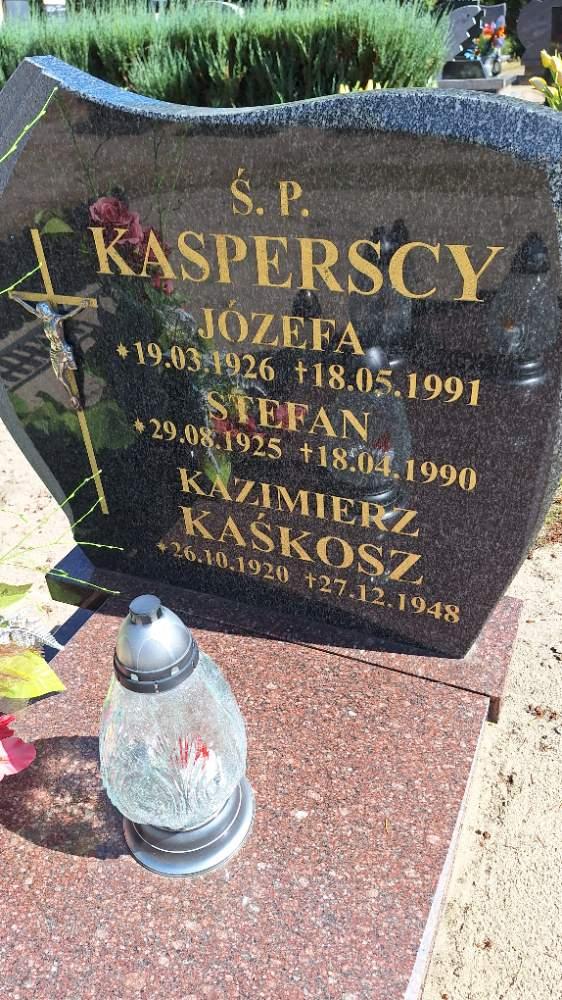 Ś. P.
KASPERSCY
JÓZEFA
*19.03.1926 †18.05.1991
STEFAN
*29.08.1925 †18.04.1990
KAZIMIERZ
KAŚKOSZ
*26.10.1920 †27.12.1948